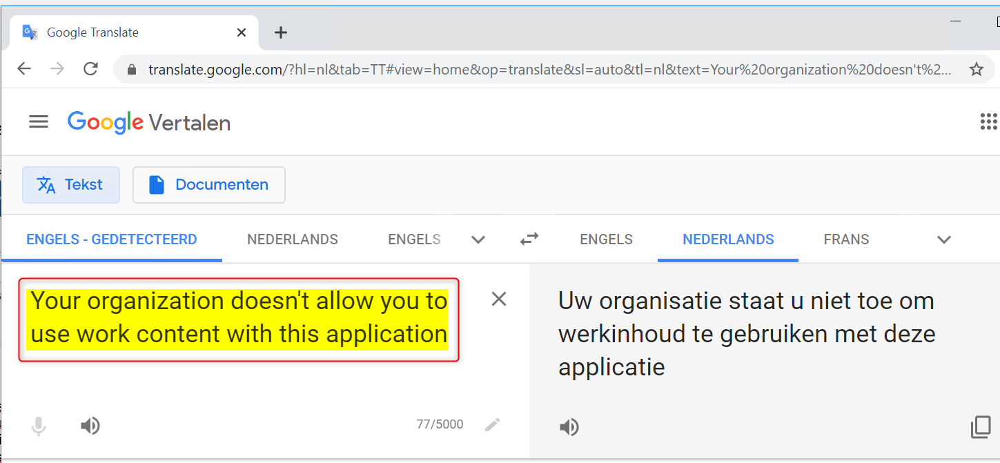 Google Translate
translate.google.com/?hl=nl&tab=TT#view=home&op=translate&sl=auto&tl=nl&text=Your%20organization%20doesn't%2...
Google Vertalen
Tekst Documenten
ENGELS - GEDETECTEERD NEDERLANDS ENGELS ENGELS NEDERLANDS FRANS
Your organization doesn't allow you to
use work content with this application
Uw organisatie staat u niet toe om
werkinhoud te gebruiken met deze
applicatie
77/5000